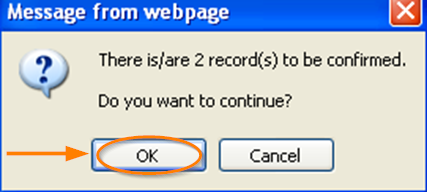 Message from webpage
There is/are 2 record(s) to be confirmed.
Do you want to continue?
OK
Cancel